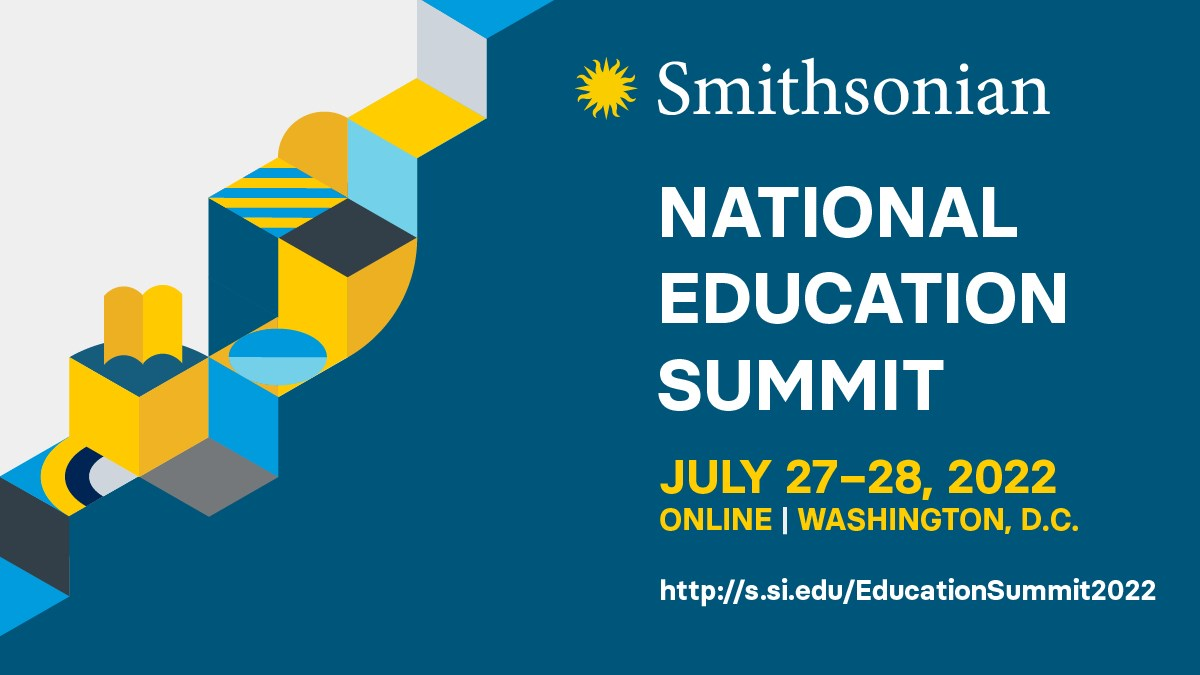 Smithsonian
NATIONAL
EDUCATION
SUMMIT
JULY 27–28, 2022
ONLINE | WASHINGTON, D.C.
http://s.si.edu/EducationSummit2022